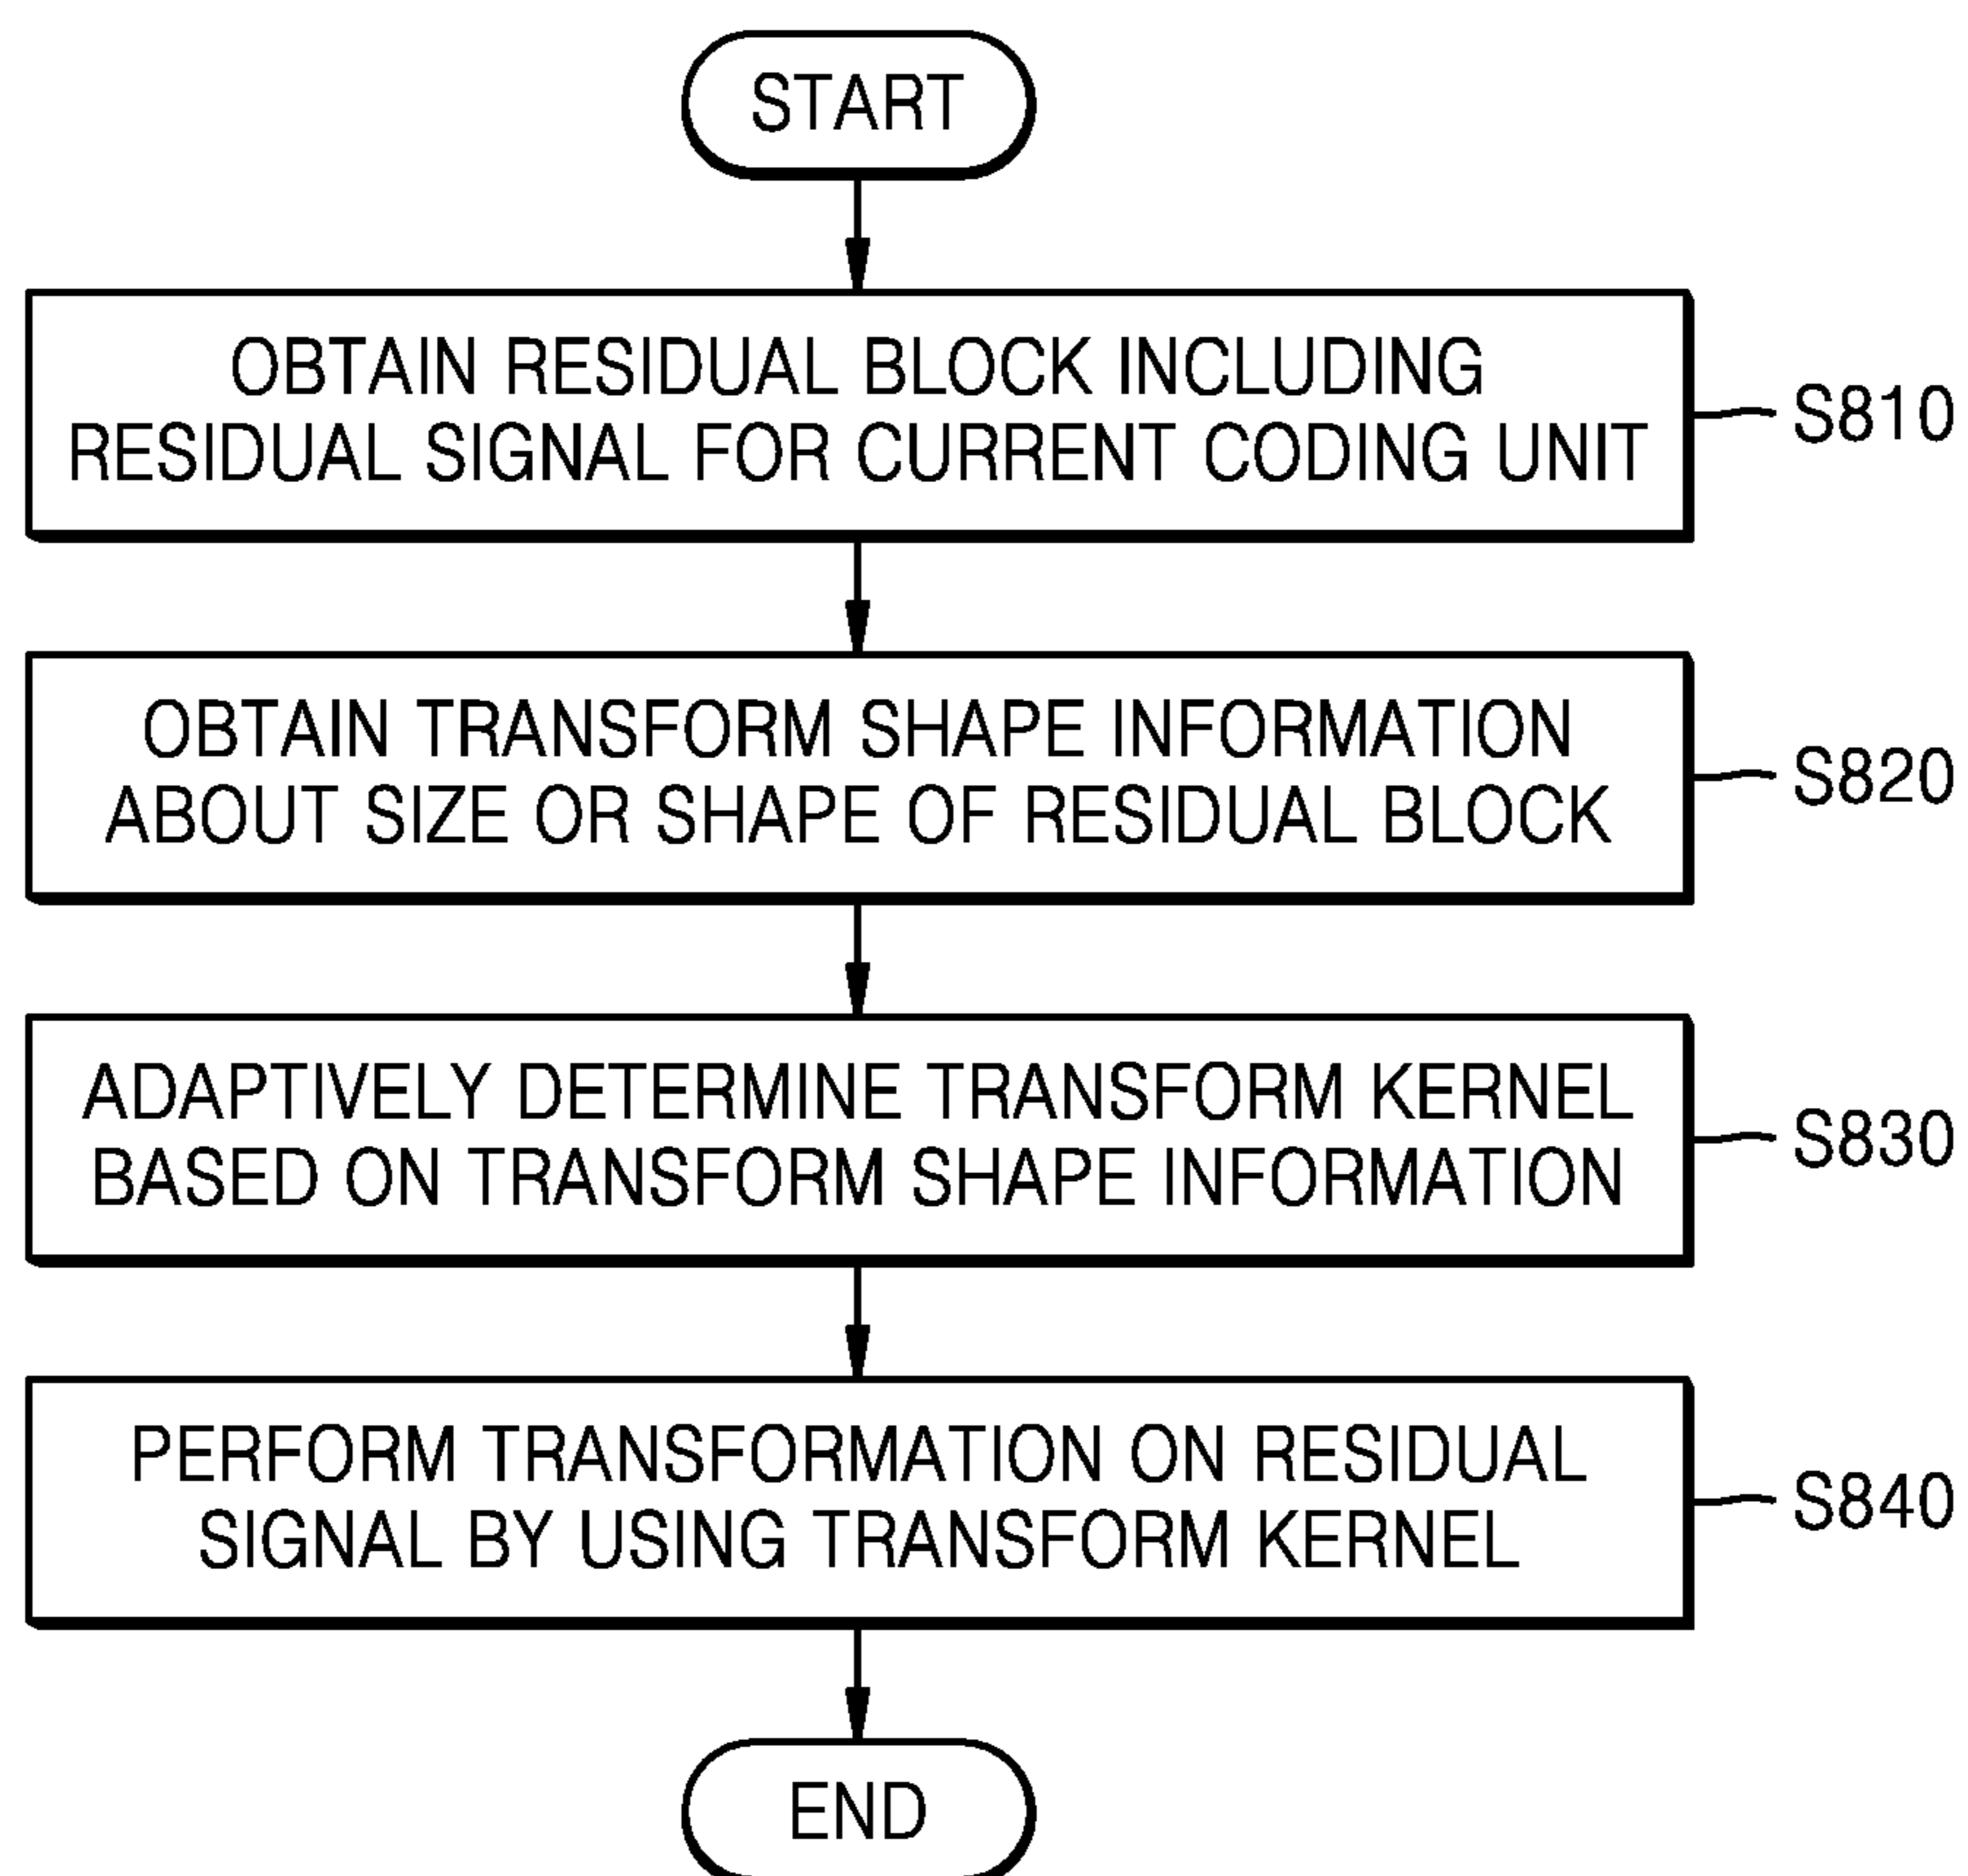 START
OBTAIN RESIDUAL BLOCK INCLUDING
RESIDUAL SIGNAL FOR CURRENT CODING UNIT
S810
OBTAIN TRANSFORM SHAPE INFORMATION
ABOUT SIZE OR SHAPE OF RESIDUAL BLOCK
S820
ADAPTIVELY DETERMINE TRANSFORM KERNEL
BASED ON TRANSFORM SHAPE INFORMATION
S830
PERFORM TRANSFORMATION ON RESIDUAL
SIGNAL BY USING TRANSFORM KERNEL
S840
END